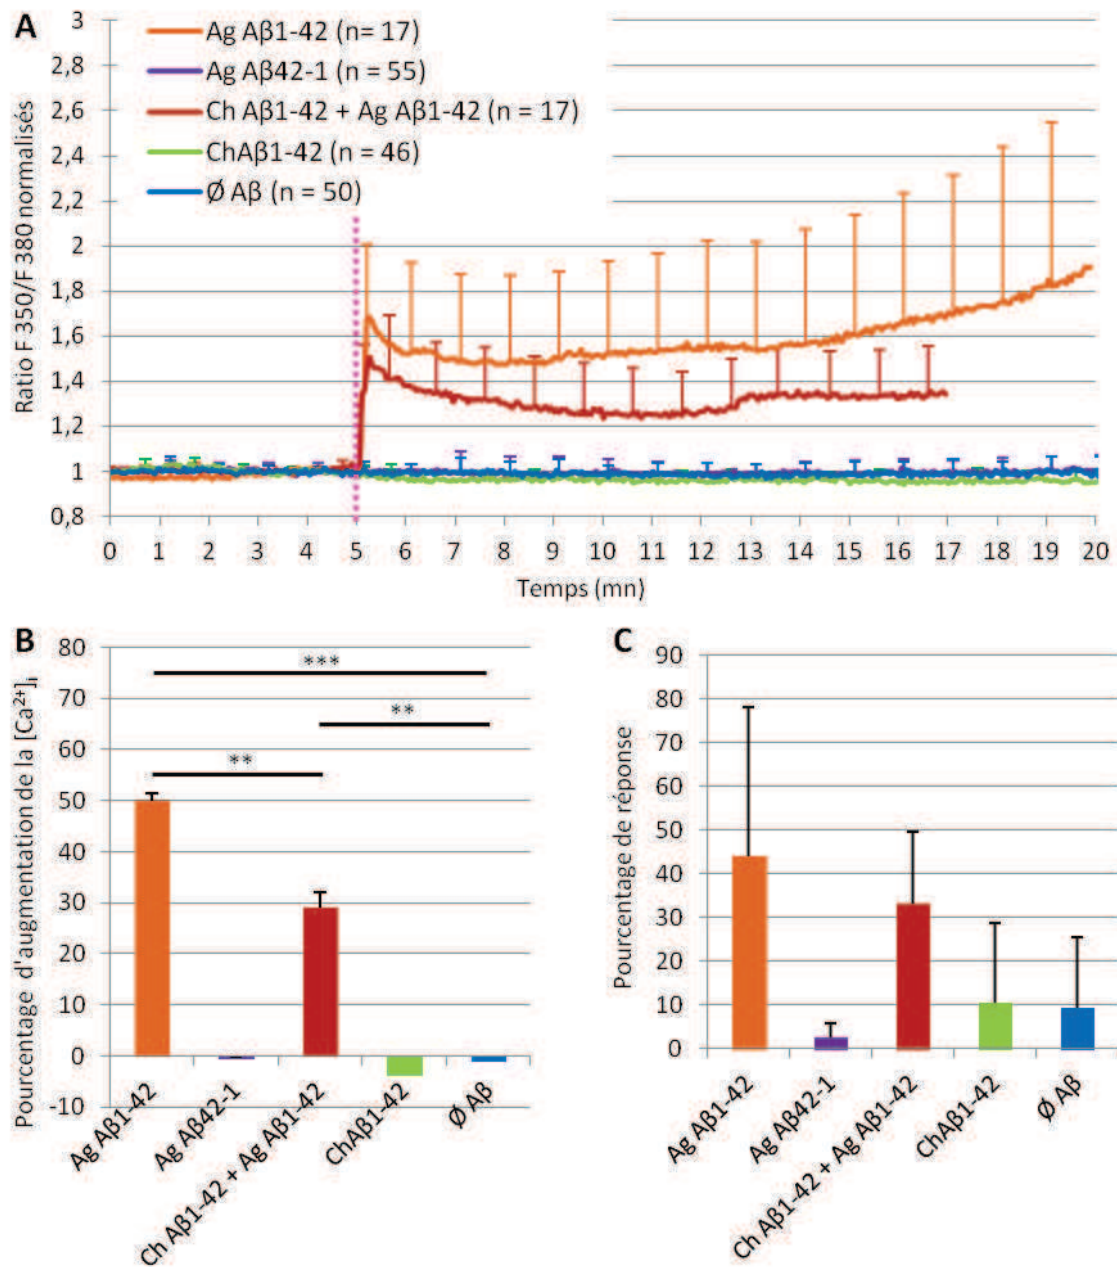 A
Ratio F 350/F 380 normalisés
3
2,8
2,6
2,4
2,2
2
1,8
1,6
1,4
1,2
1
0,8
Ag Aβ1-42 (n= 17)
Ag Aβ42-1 (n = 55)
Ch Aβ1-42 + Ag Aβ1-42 (n = 17)
ChAβ1-42 (n = 46)
Ø Aβ (n = 50)
0 1 2 3 4 5 6 7 8 9 10 11 12 13 14 15 16 17 18 19 20
Temps (mn)
B
Pourcentage d'augmentation de la [Ca²⁺]ᵢ
80
70
60
50
40
30
20
10
0
-10
***
**
**
Ag Aβ1-42
Ag Aβ42-1
Ch Aβ1-42 + Ag Aβ1-42
ChAβ1-42
Ø Aβ
C
Pourcentage de réponse
90
80
70
60
50
40
30
20
10
0
Ag Aβ1-42
Ag Aβ42-1
Ch Aβ1-42 + Ag Aβ1-42
ChAβ1-42
Ø Aβ